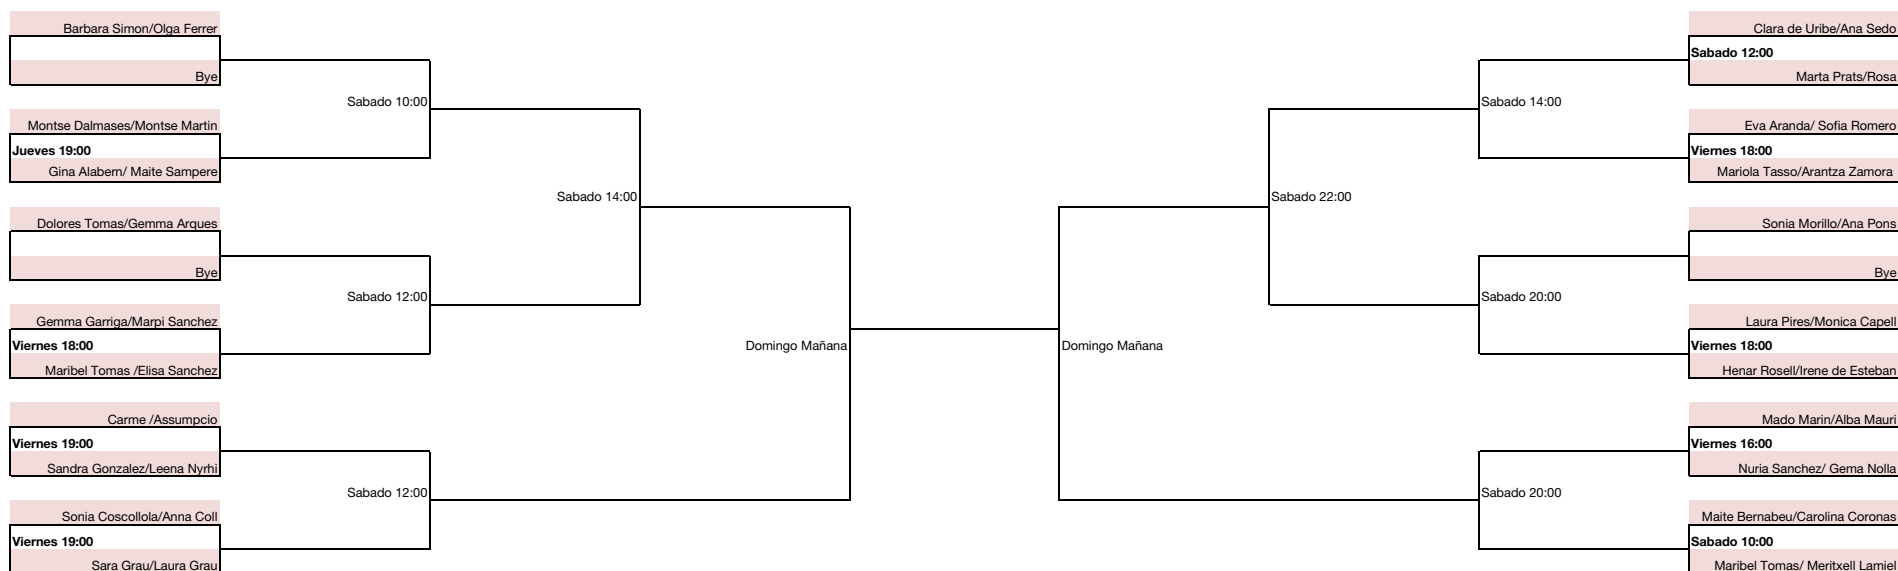 Barbara Simon/Olga Ferrer
Bye
Sabado 10:00
Montse Dalmases/Montse Martin
Jueves 19:00
Gina Alabern/ Maite Sampere
Sabado 14:00
Dolores Tomas/Gemma Arques
Bye
Sabado 12:00
Gemma Garriga/Marpi Sanchez
Viernes 18:00
Maribel Tomas /Elisa Sanchez
Domingo Mañana
Carme /Assumpcio
Viernes 19:00
Sandra Gonzalez/Leena Nyrhi
Sabado 12:00
Sonia Coscollola/Anna Coll
Viernes 19:00
Sara Grau/Laura Grau
Clara de Uribe/Ana Sedo
Sabado 12:00
Marta Prats/Rosa
Sabado 14:00
Eva Aranda/ Sofia Romero
Viernes 18:00
Mariola Tasso/Arantza Zamora
Sabado 22:00
Sonia Morillo/Ana Pons
Bye
Sabado 20:00
Laura Pires/Monica Capell
Viernes 18:00
Henar Rosell/Irene de Esteban
Domingo Mañana
Mado Marin/Alba Mauri
Viernes 16:00
Nuria Sanchez/ Gema Nolla
Sabado 20:00
Maite Bernabeu/Carolina Coronas
Sabado 10:00
Maribel Tomas/ Meritxell Lamiel